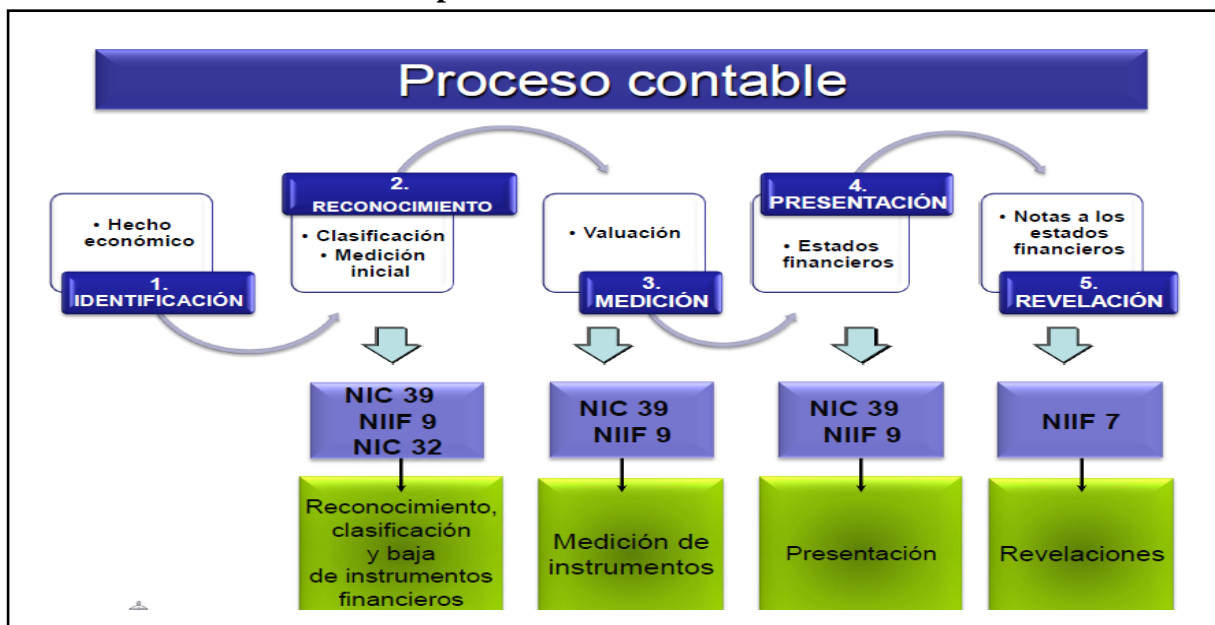 Proceso contable
• Hecho
económico
1.
IDENTIFICACIÓN
2.
RECONOCIMIENTO
• Clasificación
• Medición
inicial
• Valuación
3.
MEDICIÓN
4.
PRESENTACIÓN
• Estados
financieros
• Notas a los
estados
financieros
5.
REVELACIÓN
NIC 39
NIIF 9
NIC 32
NIC 39
NIIF 9
NIC 39
NIIF 9
NIIF 7
Reconocimiento,
clasificación
y baja
de instrumentos
financieros
Medición de
instrumentos
Presentación
Revelaciones